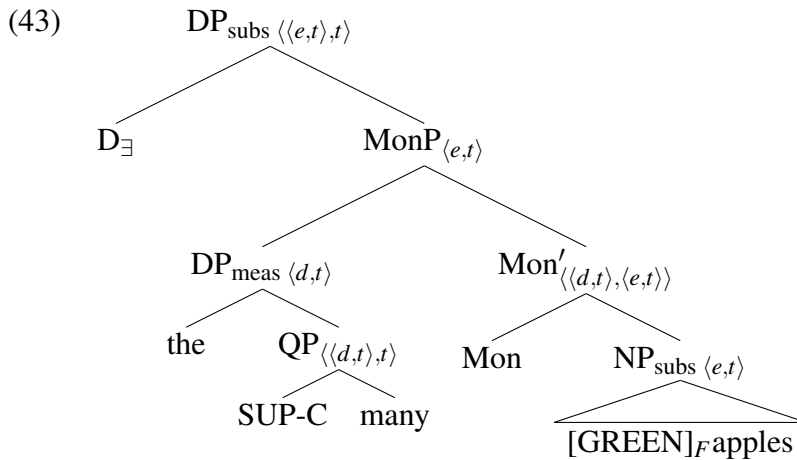 (43) DP_subs ⟨⟨e,t⟩,t⟩
D_∃ MonP_⟨e,t⟩
DP_meas ⟨d,t⟩ Mon′_⟨⟨d,t⟩,⟨e,t⟩⟩
the QP_⟨⟨d,t⟩,t⟩ Mon NP_subs ⟨e,t⟩
SUP-C many
[GREEN]_F apples